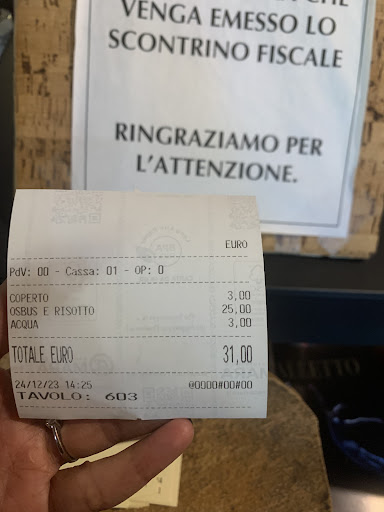 VENGA EMESSO LO
SCONTRINO FISCALE
RINGRAZIAMO PER
L'ATTENZIONE.
EURO
PdV: 00 - Cassa: 01 - OP: 0
COPERTO 3,00
OSBUS E RISOTTO 25,00
ACQUA 3,00
TOTALE EURO 31,00
24/12/23 14:25 @0000#00#00
TAVOLO: 603